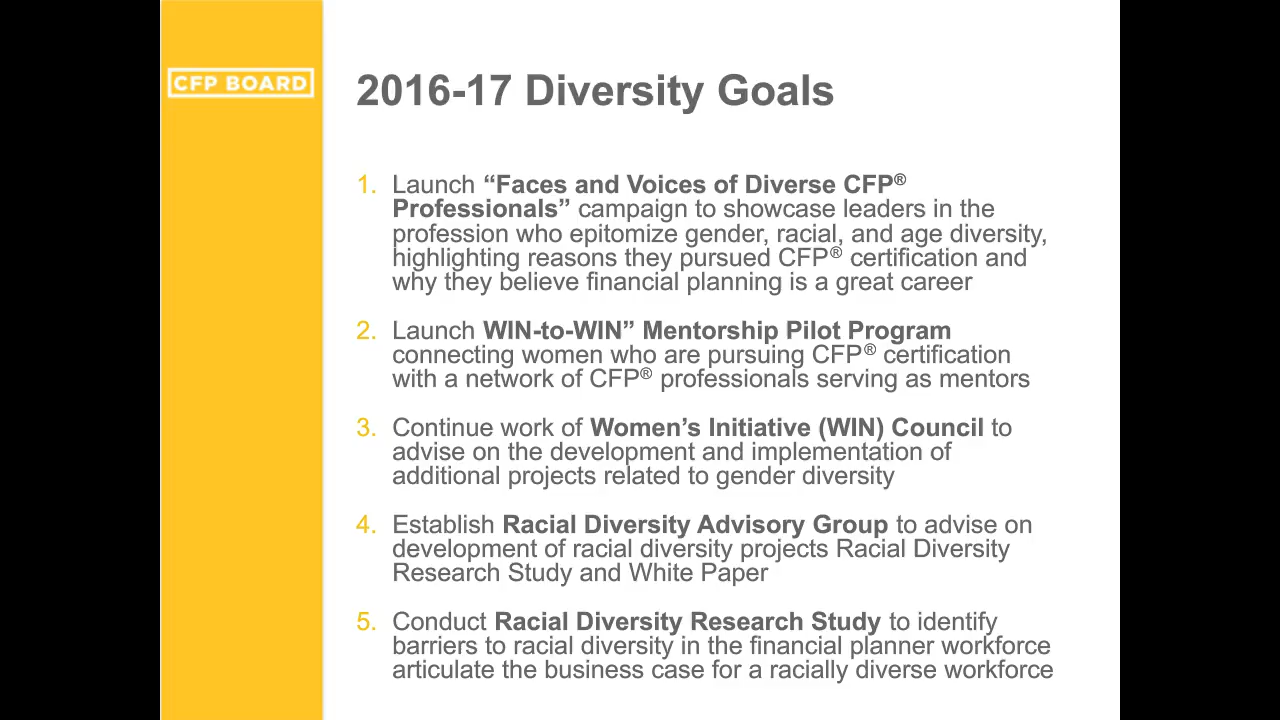 CFP BOARD
2016-17 Diversity Goals
1. Launch “Faces and Voices of Diverse CFP®
Professionals” campaign to showcase leaders in the
profession who epitomize gender, racial, and age diversity,
highlighting reasons they pursued CFP® certification and
why they believe financial planning is a great career
2. Launch WIN-to-WIN” Mentorship Pilot Program
connecting women who are pursuing CFP® certification
with a network of CFP® professionals serving as mentors
3. Continue work of Women’s Initiative (WIN) Council to
advise on the development and implementation of
additional projects related to gender diversity
4. Establish Racial Diversity Advisory Group to advise on
development of racial diversity projects Racial Diversity
Research Study and White Paper
5. Conduct Racial Diversity Research Study to identify
barriers to racial diversity in the financial planner workforce
articulate the business case for a racially diverse workforce